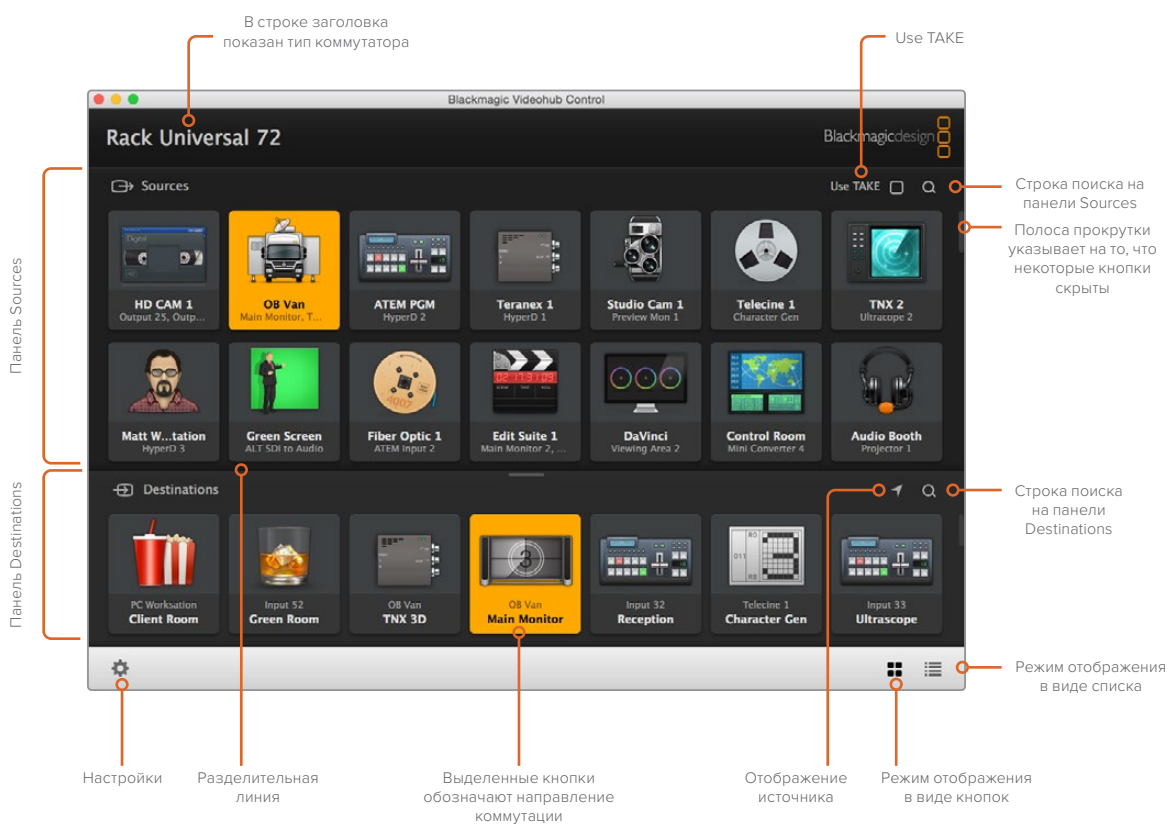 В строке заголовка
показан тип коммутатора
Use TAKE
Blackmagic Videohub Control
Rack Universal 72
Blackmagicdesign
Панель Sources
Sources
Use TAKE
Строка поиска на
панели Sources
Полоса прокрутки
указывает на то, что
некоторые кнопки
скрыты
HD CAM 1
Output 25, Outp...
OB Van
Main Monitor, T...
ATEM PGM
HyperD 2
Teranex 1
HyperD 1
Studio Cam 1
Preview Mon 1
Telecine 1
Character Gen
TNX 2
Ultrascope 2
Matt W...tation
HyperD 3
Green Screen
ALT SDI to Audio
Fiber Optic 1
ATEM Input 2
Edit Suite 1
Main Monitor 2, ...
DaVinci
Viewing Area 2
Control Room
Mini Converter 4
Audio Booth
Projector 1
Панель Destinations
Destinations
Строка поиска
на панели
Destinations
PC Worksation
Client Room
Input 52
Green Room
OB Van
TNX 3D
3
OB Van
Main Monitor
Input 32
Reception
Telecine 1
Character Gen
Input 33
Ultrascope
Режим отображения
в виде списка
Настройки
Разделительная
линия
Выделенные кнопки
обозначают направление
коммутации
Отображение
источника
Режим отображения
в виде кнопок